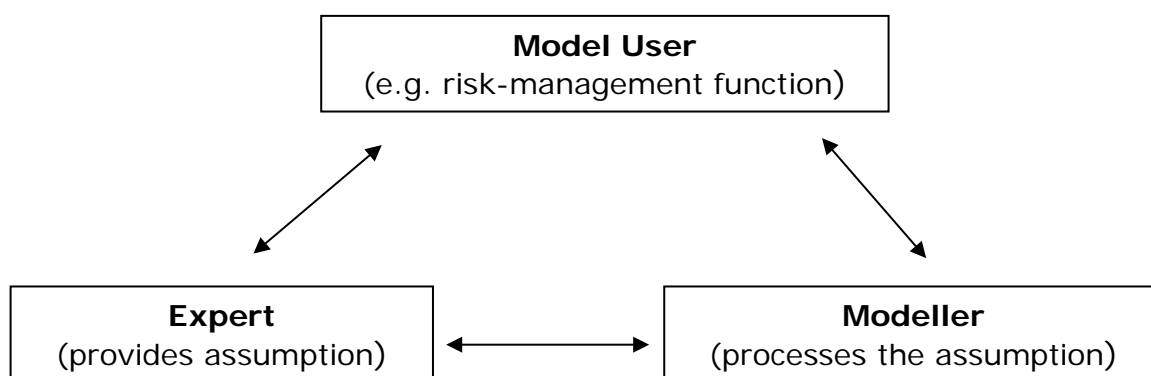 Model User
(e.g. risk-management function)
Expert
(provides assumption)
Modeller
(processes the assumption)